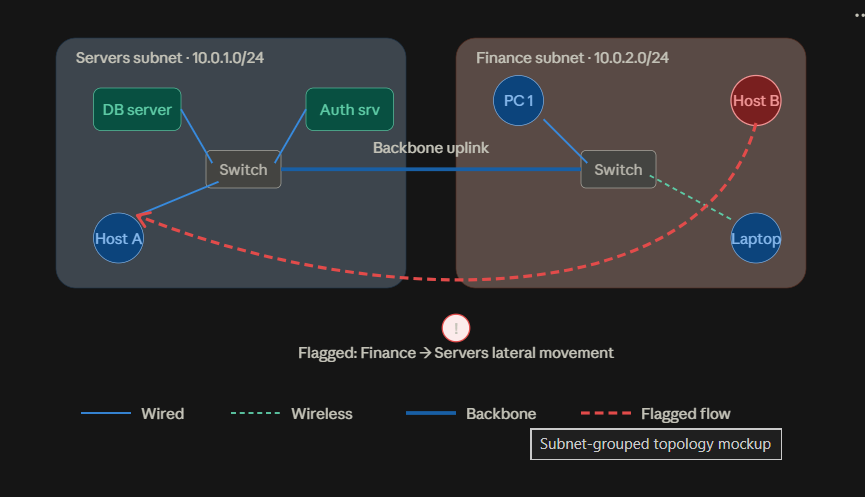 Servers subnet · 10.0.1.0/24
Finance subnet · 10.0.2.0/24
DB server
Auth srv
PC 1
Host B
Backbone uplink
Switch
Switch
Host A
Laptop
!
Flagged: Finance → Servers lateral movement
Wired
Wireless
Backbone
Flagged flow
Subnet-grouped topology mockup